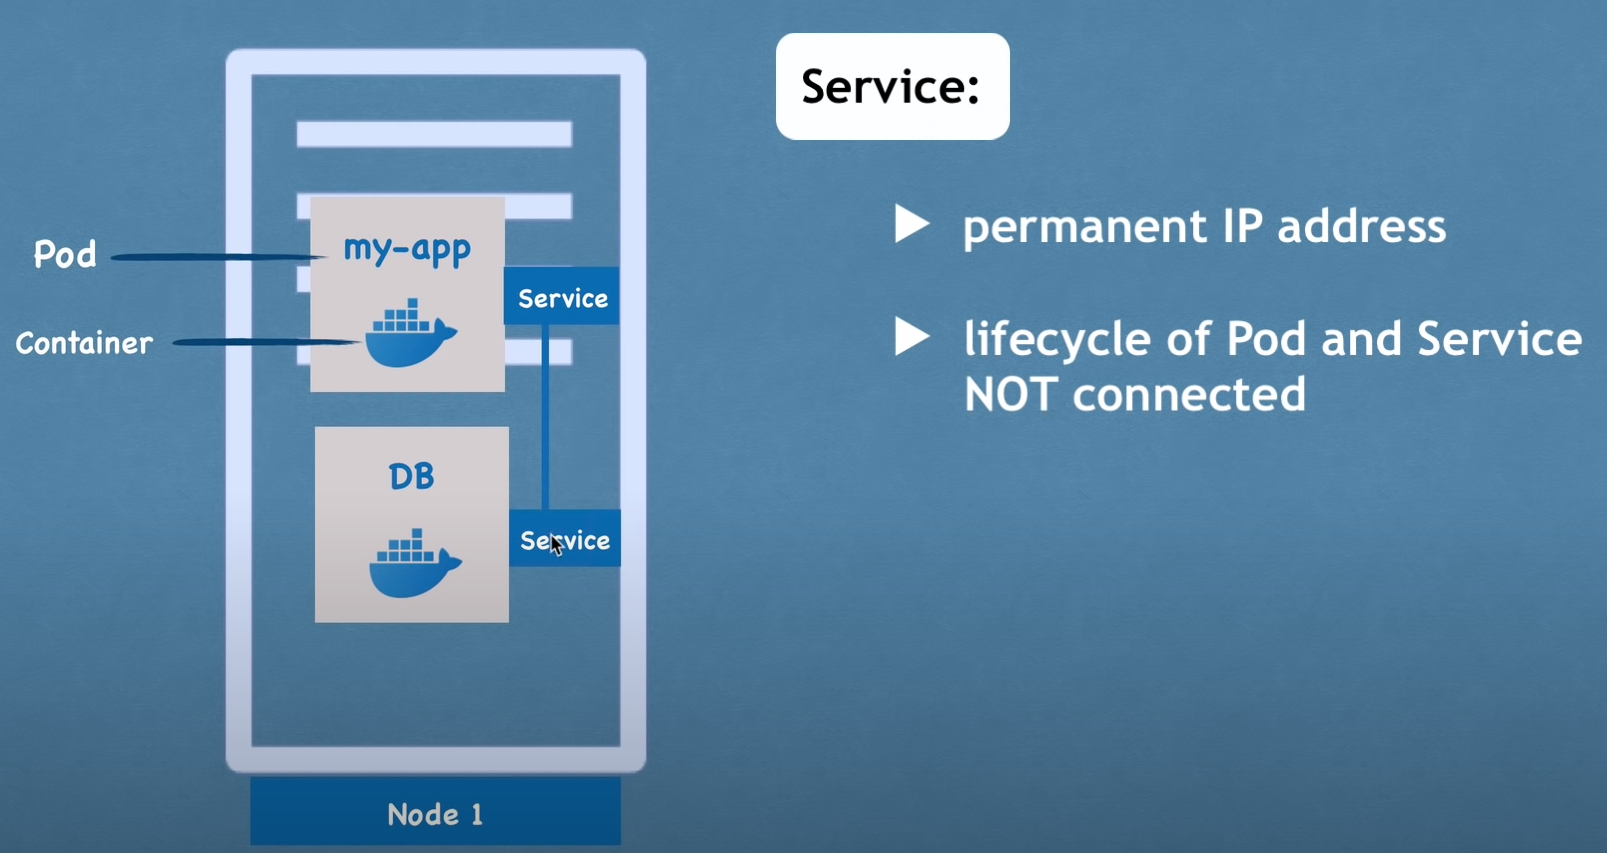 Service:
permanent IP address
lifecycle of Pod and Service
NOT connected
Pod
Container
my-app
Service
DB
Service
Node 1